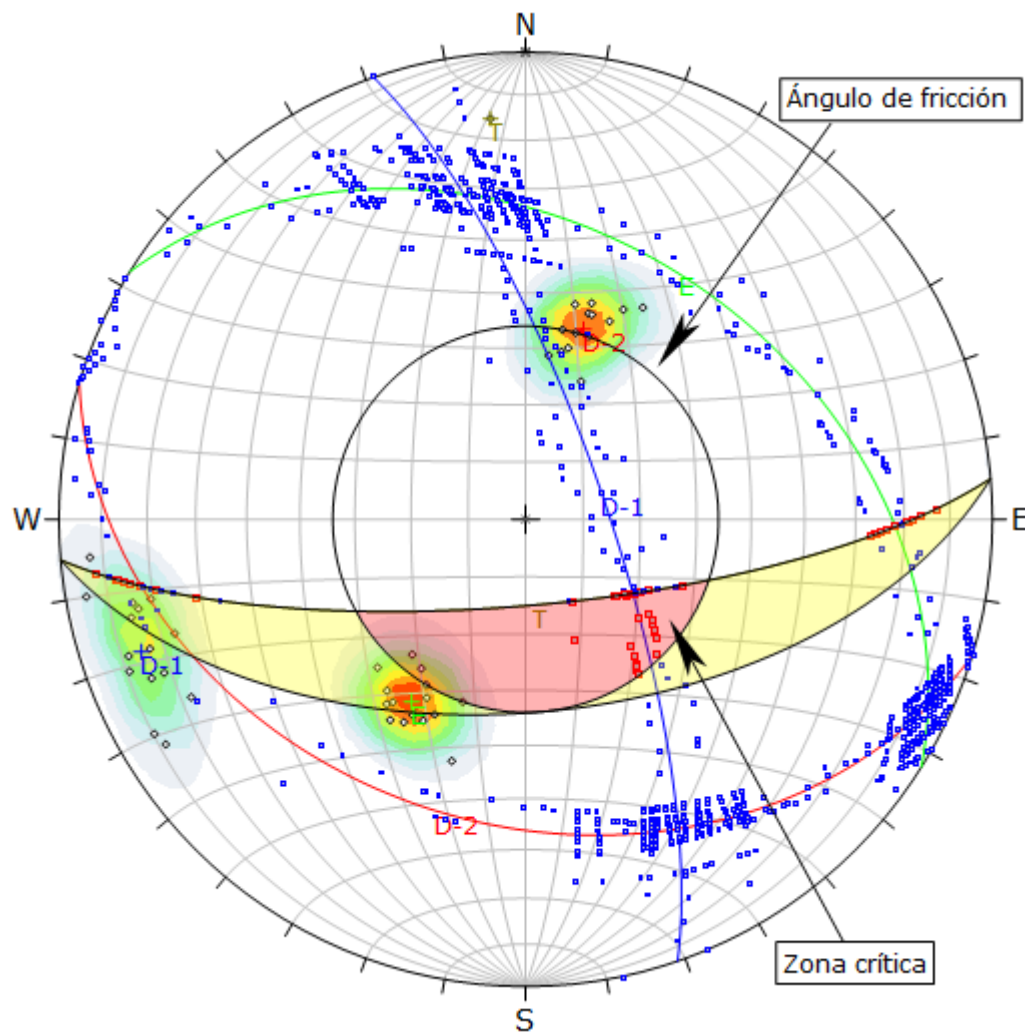 N
Ángulo de fricción
T
E
D-2
D-1
W
E
T
D-1
E
D-2
Zona crítica
S